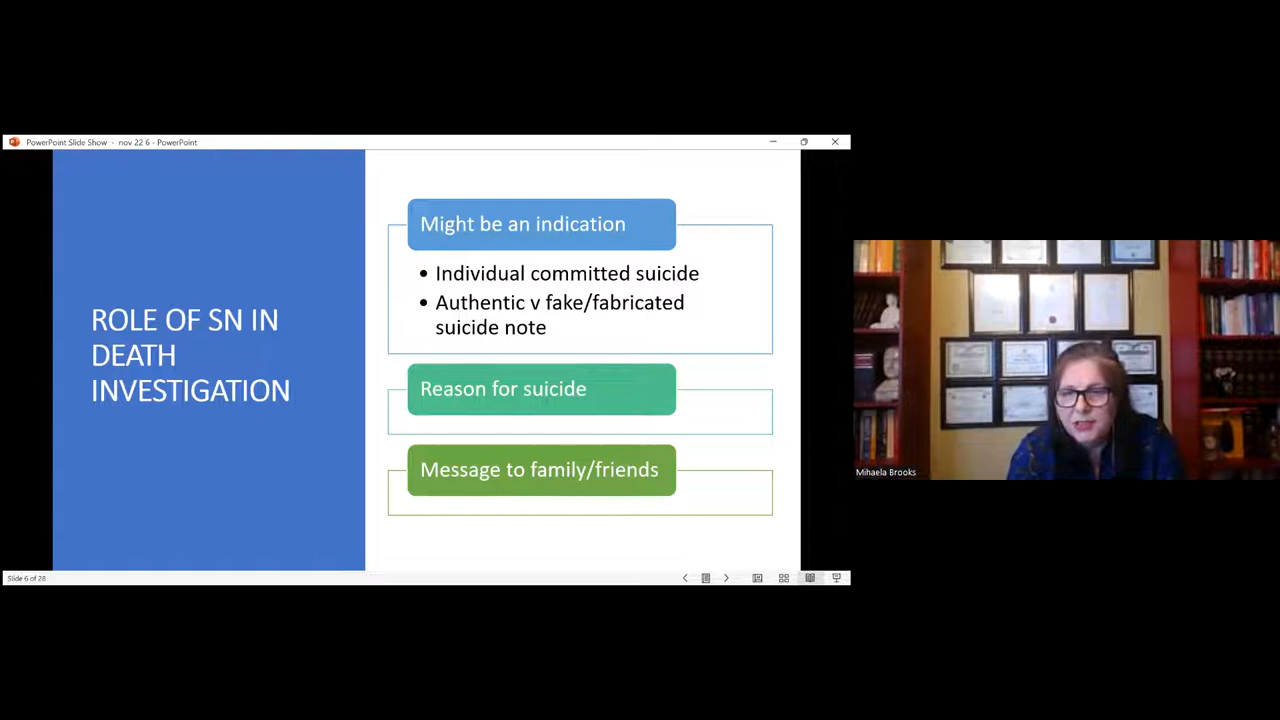 PowerPoint Slide Show - nov 22 6 - PowerPoint
ROLE OF SN IN
DEATH
INVESTIGATION
Might be an indication
• Individual committed suicide
• Authentic v fake/fabricated
suicide note
Reason for suicide
Message to family/friends
Slide 6 of 28
Mihaela Brooks